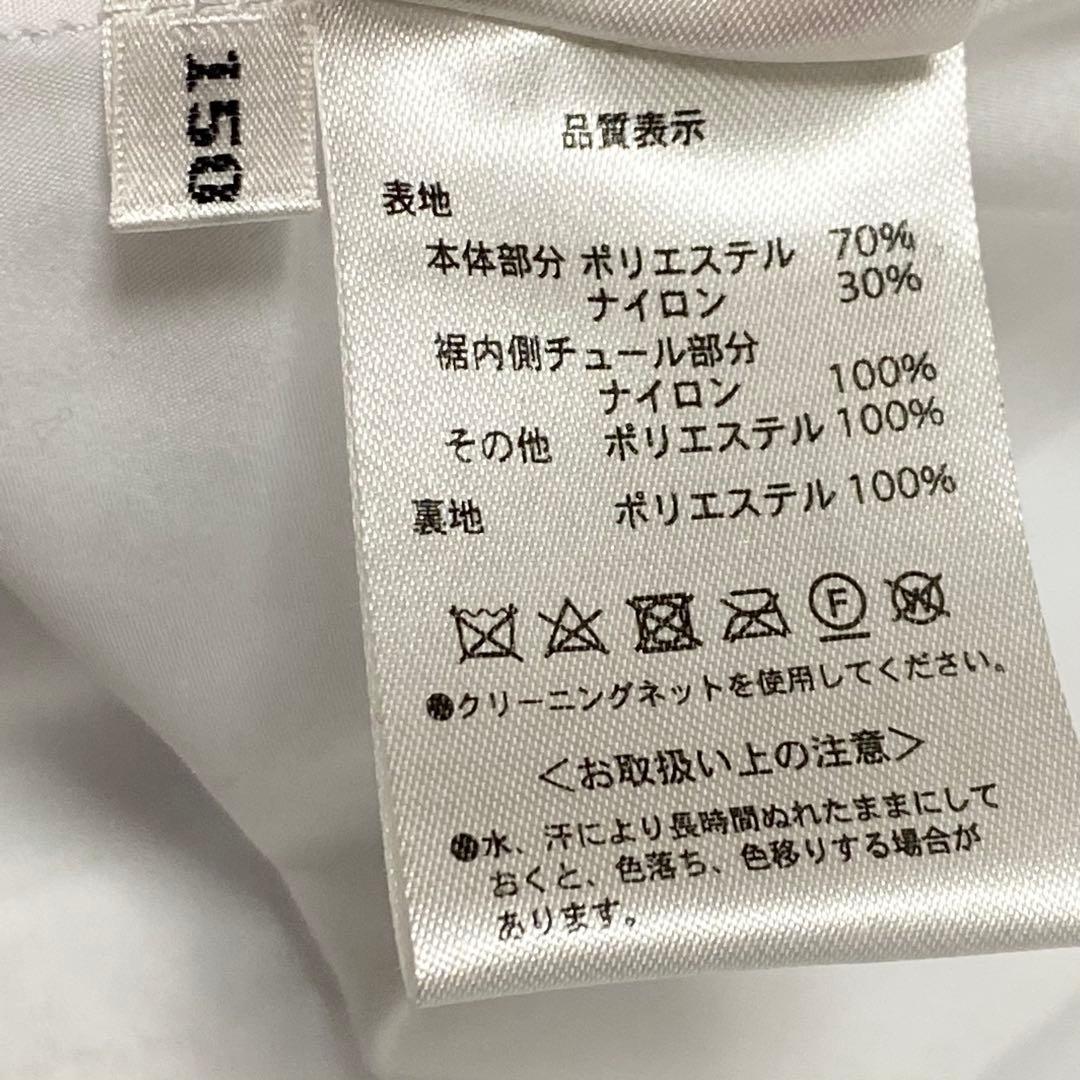 150
品質表示
表地
本体部分 ポリエステル 70%
ナイロン 30%
裾内側チュール部分
ナイロン 100%
その他 ポリエステル 100%
裏地 ポリエステル 100%
F W
●クリーニングネットを使用してください。
<お取扱い上の注意>
●水、汗により長時間ぬれたままにして
おくと、色落ち、色移りする場合が
あります。